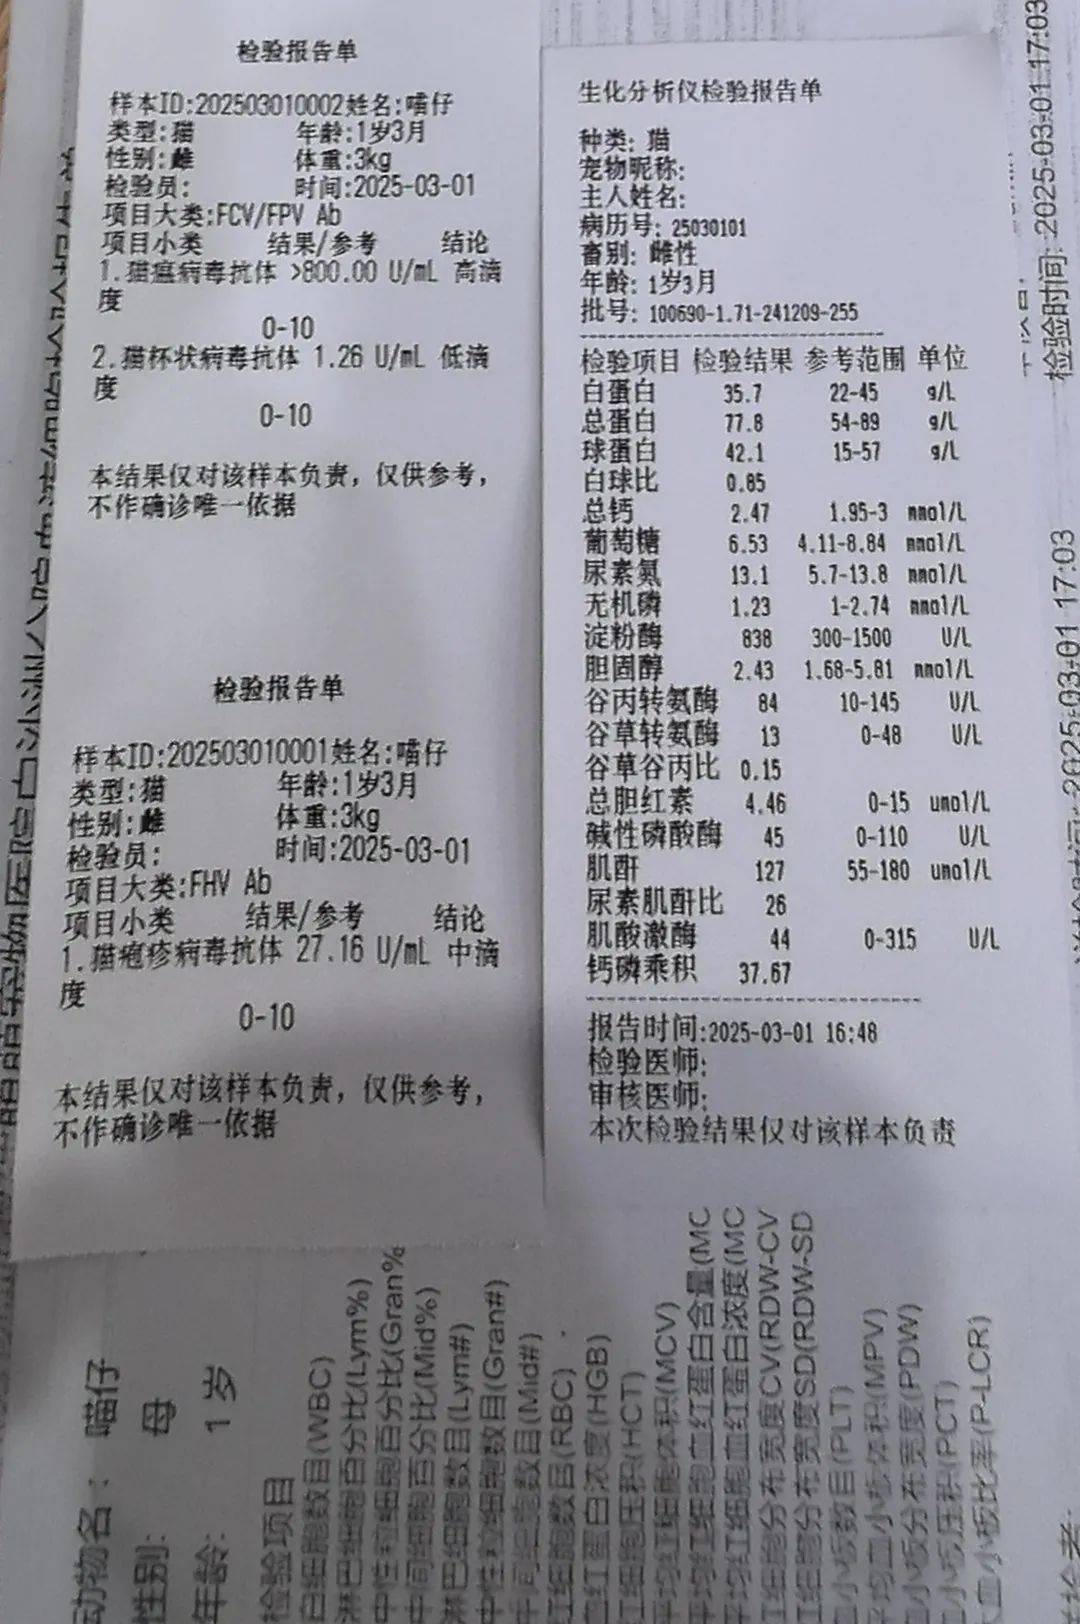 检验报告单
样本ID:202503010002姓名:喵仔
类型:猫 年龄:1岁3月
性别:雌 体重:3kg
检验员: 时间:2025-03-01
项目大类:FCV/FPV Ab
项目小类 结果/参考 结论
1.猫瘟病毒抗体 >800.00 U/mL 高滴
度
0-10
2.猫杯状病毒抗体 1.26 U/mL 低滴
度
0-10
本结果仅对该样本负责，仅供参考，
不作确诊唯一依据
检验报告单
样本ID:202503010001姓名:喵仔
类型:猫 年龄:1岁3月
性别:雌 体重:3kg
检验员: 时间:2025-03-01
项目大类:FHV Ab
项目小类 结果/参考 结论
1.猫疱疹病毒抗体 27.16 U/mL 中滴
度
0-10
本结果仅对该样本负责，仅供参考，
不作确诊唯一依据
生化分析仪检验报告单
种类: 猫
宠物昵称:
主人姓名:
病历号: 25030101
畜别: 雌性
年龄: 1岁3月
批号: 100690-1.71-241209-255
检验项目 检验结果 参考范围 单位
白蛋白 35.7 22-45 g/L
总蛋白 77.8 54-89 g/L
球蛋白 42.1 15-57 g/L
白球比 0.85
总钙 2.47 1.95-3 mmol/L
葡萄糖 6.53 4.11-8.84 mmol/L
尿素氮 13.1 5.7-13.8 mmol/L
无机磷 1.23 1-2.74 mmol/L
淀粉酶 838 300-1500 U/L
胆固醇 2.43 1.68-5.81 mmol/L
谷丙转氨酶 84 10-145 U/L
谷草转氨酶 13 0-48 U/L
谷草谷丙比 0.15
总胆红素 4.46 0-15 umol/L
碱性磷酸酶 45 0-110 U/L
肌酐 127 55-180 umol/L
尿素肌酐比 26
肌酸激酶 44 0-315 U/L
钙磷乘积 37.67
报告时间:2025-03-01 16:48
检验医师:
审核医师:
本次检验结果仅对该样本负责
动物名: 喵仔
性别: 母
年龄: 1岁
检验项目
白细胞数目(WBC)
淋巴细胞百分比(Lym%)
中性粒细胞百分比(Gran%
中间细胞百分比(Mid%)
淋巴细胞数目(Lym#)
中性粒细胞数目(Gran#)
中间细胞数目(Mid#)
红细胞数目(RBC)
血红蛋白浓度(HGB)
红细胞压积(HCT)
平均红细胞体积(MCV)
平均红细胞血红蛋白含量(MC
平均红细胞血红蛋白浓度(MC
红细胞分布宽度CV(RDW-CV
红细胞分布宽度SD(RDW-SD
血小板数目(PLT)
平均血小板体积(MPV)
血小板分布宽度(PDW)
血小板压积(PCT)
大血小板比率(P-LCR)
检验时间: 2025-03-01 17:03
2025-03-01 17:03